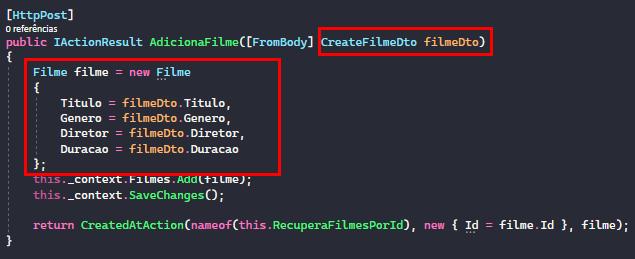 [HttpPost]
0 referências
public IActionResult AdicionaFilme([FromBody] CreateFilmeDto filmeDto)
{
Filme filme = new Filme
{
Titulo = filmeDto.Titulo,
Genero = filmeDto.Genero,
Diretor = filmeDto.Diretor,
Duracao = filmeDto.Duracao
};
this._context.Filmes.Add(filme);
this._context.SaveChanges();
return CreatedAtAction(nameof(this.RecuperaFilmesPorId), new { Id = filme.Id }, filme);
}